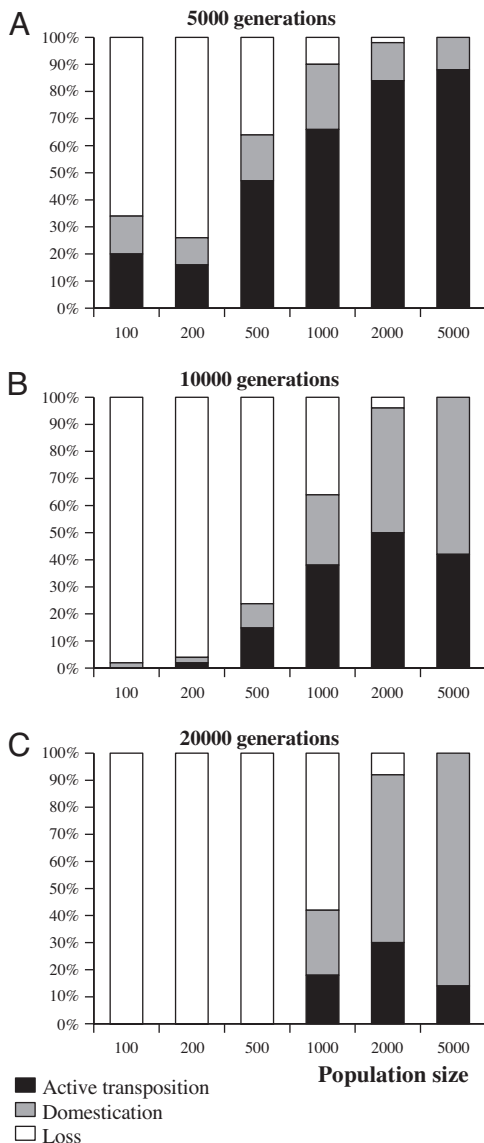 A
5000 generations
100%
90%
80%
70%
60%
50%
40%
30%
20%
10%
0%
100 200 500 1000 2000 5000
B
10000 generations
100%
90%
80%
70%
60%
50%
40%
30%
20%
10%
0%
100 200 500 1000 2000 5000
C
20000 generations
100%
90%
80%
70%
60%
50%
40%
30%
20%
10%
0%
100 200 500 1000 2000 5000
Population size
Active transposition
Domestication
Loss